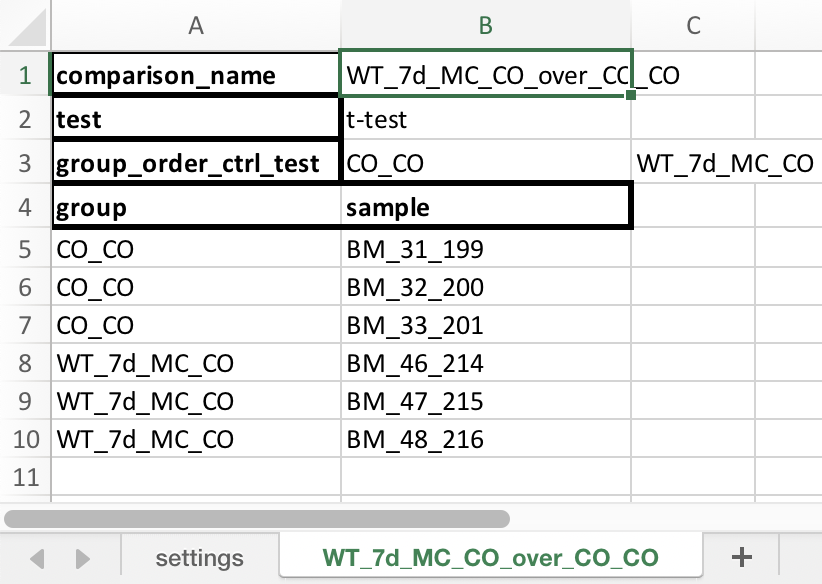 A B C
1 comparison_name WT_7d_MC_CO_over_CO_CO
2 test t-test
3 group_order_ctrl_test CO_CO WT_7d_MC_CO
4 group sample
5 CO_CO BM_31_199
6 CO_CO BM_32_200
7 CO_CO BM_33_201
8 WT_7d_MC_CO BM_46_214
9 WT_7d_MC_CO BM_47_215
10 WT_7d_MC_CO BM_48_216
11
settings WT_7d_MC_CO_over_CO_CO +